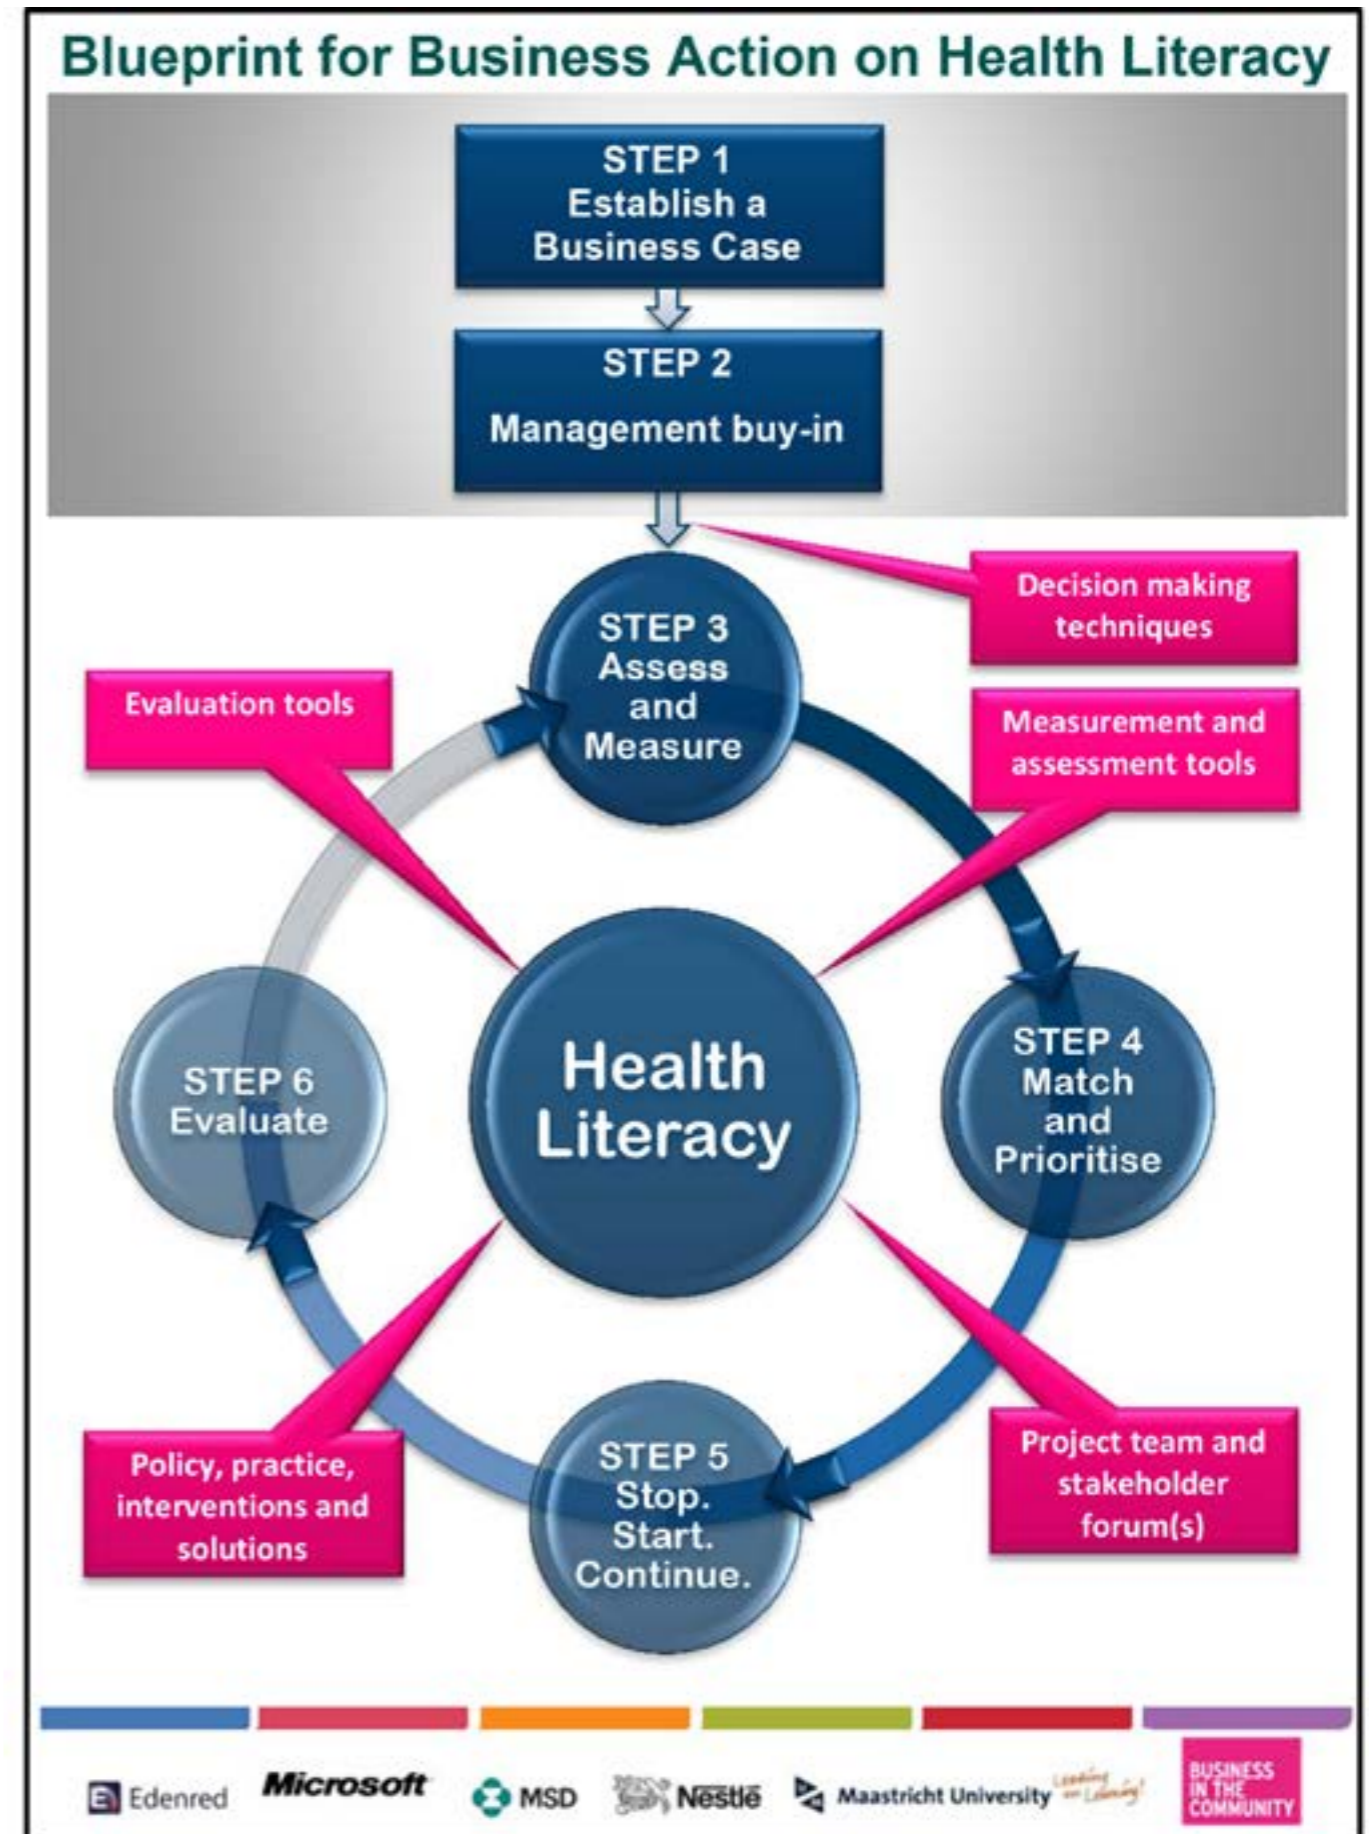 Blueprint for Business Action on Health Literacy
STEP 1
Establish a
Business Case
STEP 2
Management buy-in
Decision making
techniques
STEP 3
Assess
and
Measure
Evaluation tools
Measurement and
assessment tools
Health
Literacy
STEP 4
Match
and
Prioritise
STEP 6
Evaluate
STEP 5
Stop.
Start.
Continue.
Policy, practice,
interventions and
solutions
Project team and
stakeholder
forum(s)
Edenred
Microsoft
MSD
Nestlé
Maastricht University
Leading
in Learning!
BUSINESS
IN THE
COMMUNITY